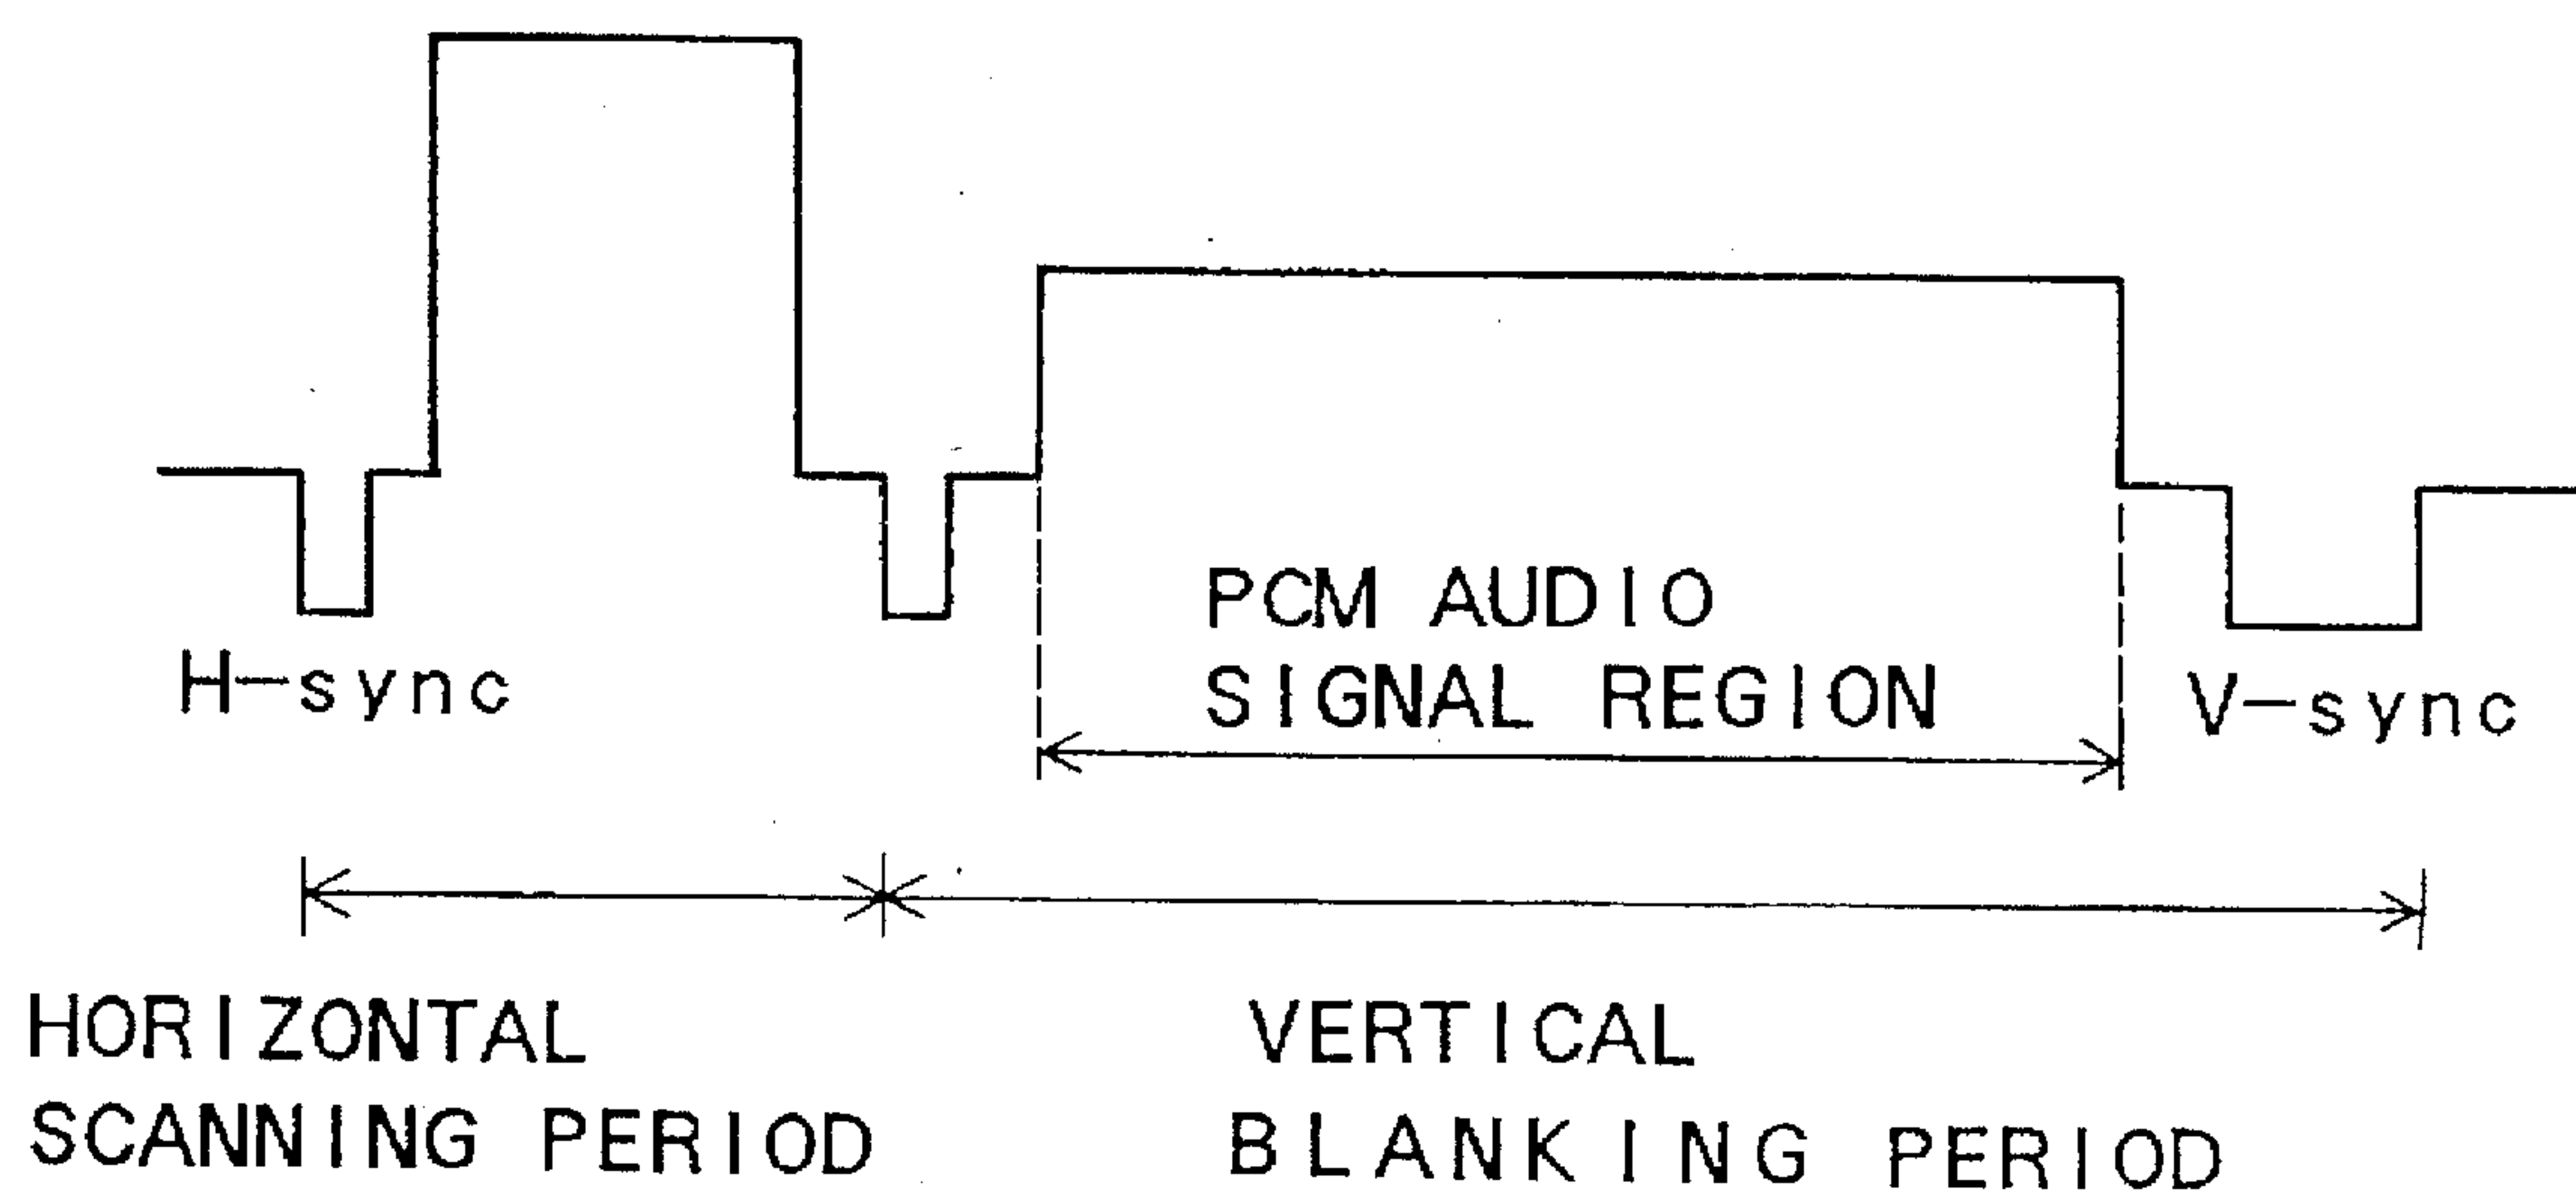 PCM AUDIO
SIGNAL REGION
H-sync
V-sync
HORIZONTAL
SCANNING PERIOD
VERTICAL
BLANKING PERIOD